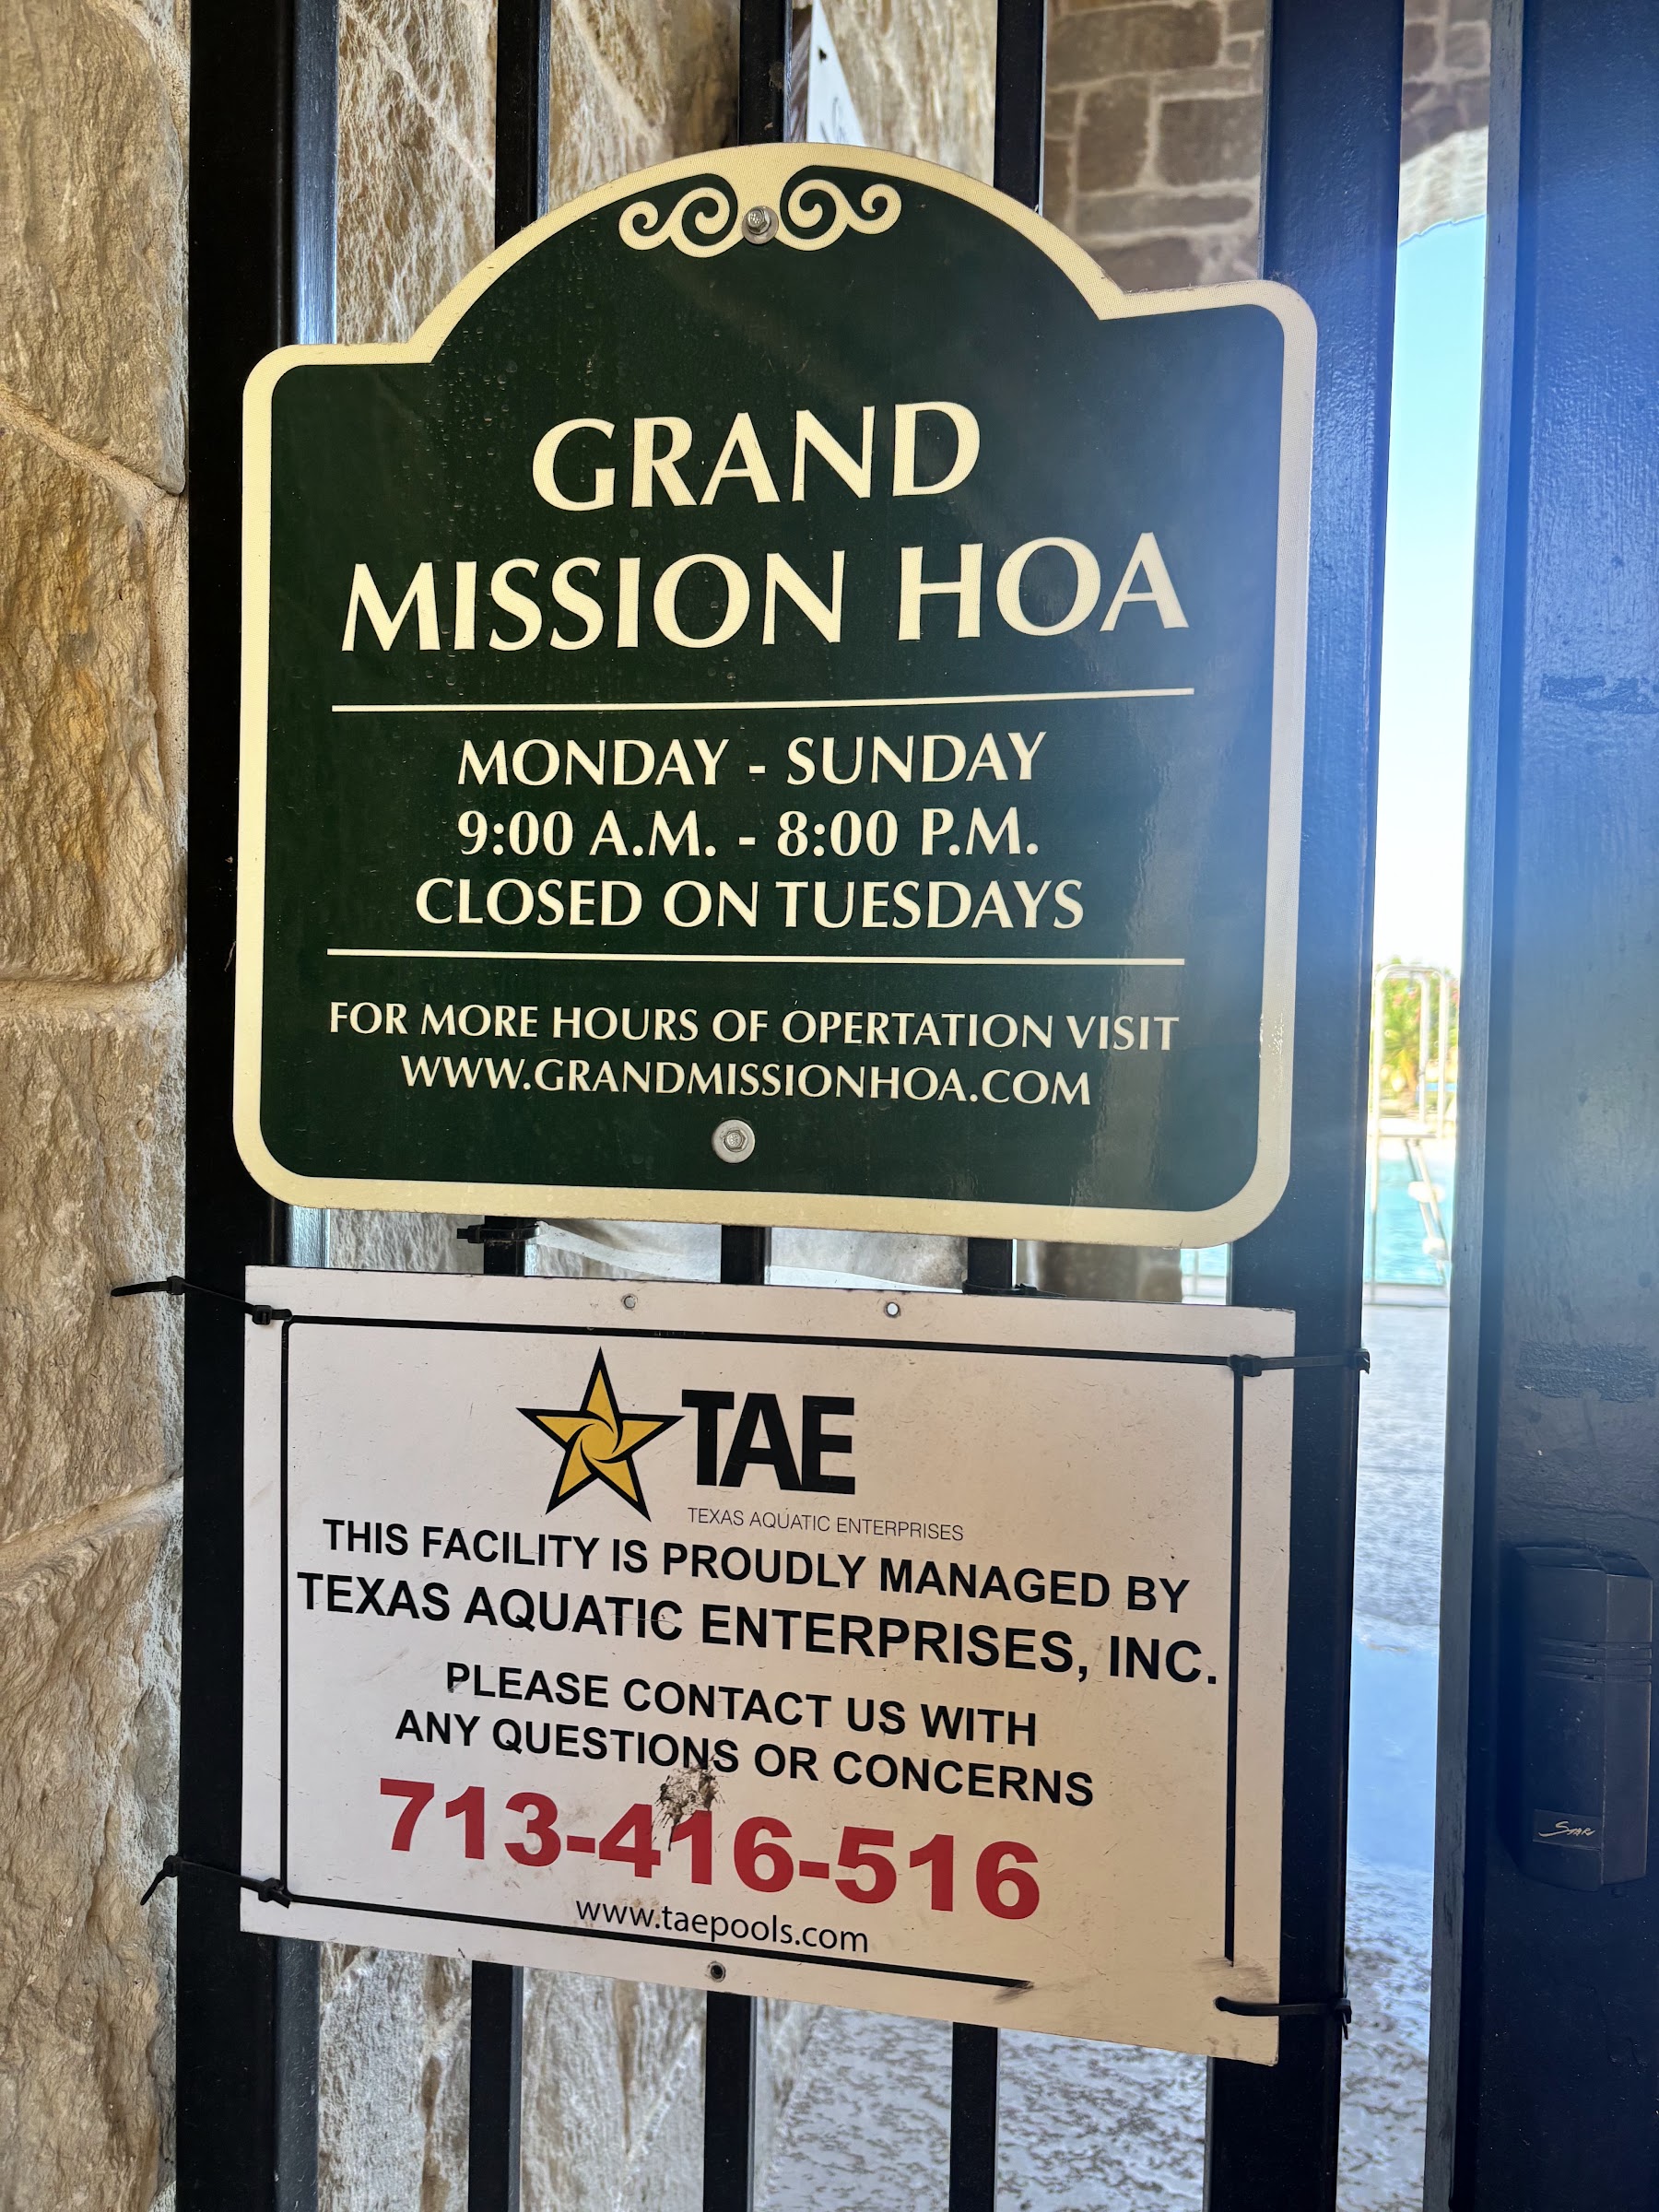 GRAND
MISSION HOA
MONDAY - SUNDAY
9:00 A.M. - 8:00 P.M.
CLOSED ON TUESDAYS
FOR MORE HOURS OF OPERTATION VISIT
WWW.GRANDMISSIONHOA.COM
TAE
TEXAS AQUATIC ENTERPRISES
THIS FACILITY IS PROUDLY MANAGED BY
TEXAS AQUATIC ENTERPRISES, INC.
PLEASE CONTACT US WITH
ANY QUESTIONS OR CONCERNS
713-416-516
www.taepools.com